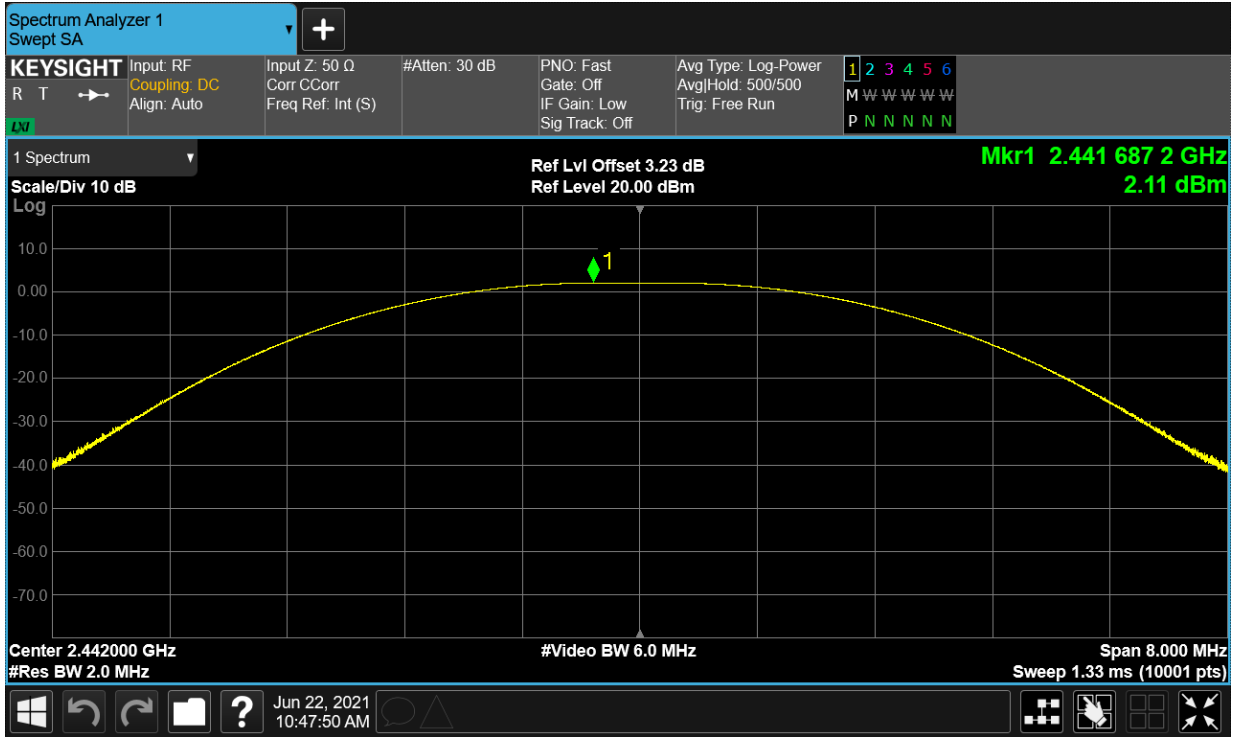 Spectrum Analyzer 1
Swept SA
KEYSIGHT
R T
LXI
Input: RF
Coupling: DC
Align: Auto
Input Z: 50 Ω
Corr CCorr
Freq Ref: Int (S)
#Atten: 30 dB
PNO: Fast
Gate: Off
IF Gain: Low
Sig Track: Off
Avg Type: Log-Power
Avg|Hold: 500/500
Trig: Free Run
1 2 3 4 5 6
M W W W W W
P N N N N N
1 Spectrum
Scale/Div 10 dB
Log
Ref Lvl Offset 3.23 dB
Ref Level 20.00 dBm
Mkr1 2.441 687 2 GHz
2.11 dBm
10.0
1
0.00
-10.0
-20.0
-30.0
-40.0
-50.0
-60.0
-70.0
Center 2.442000 GHz
#Res BW 2.0 MHz
#Video BW 6.0 MHz
Span 8.000 MHz
Sweep 1.33 ms (10001 pts)
?
Jun 22, 2021
10:47:50 AM